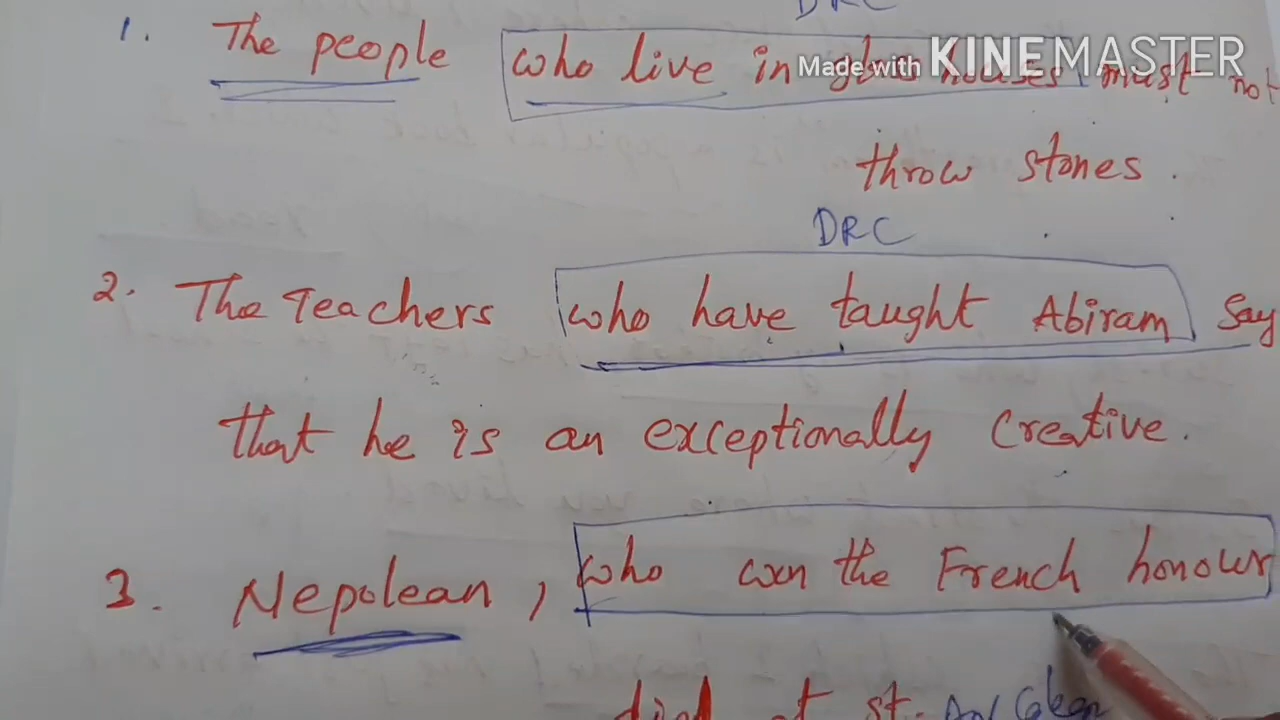 DRC
1. The people who live in glass houses must not
Made with KINEMASTER
throw stones.
DRC
2. The Teachers who have taught Abiram say
that he is an exceptionally creative.
3. Nepolean, who won the French honour
died at st.